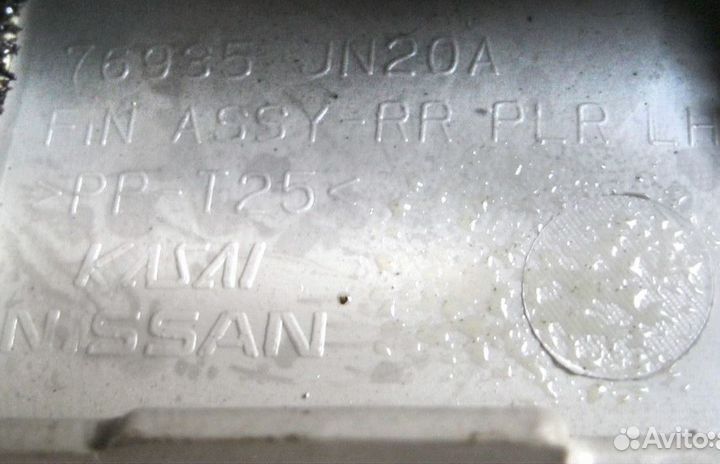 76935 JN20A
FIN ASSY-RR PLR LH
>PP-T25<
KASAI
NISSAN
Avito